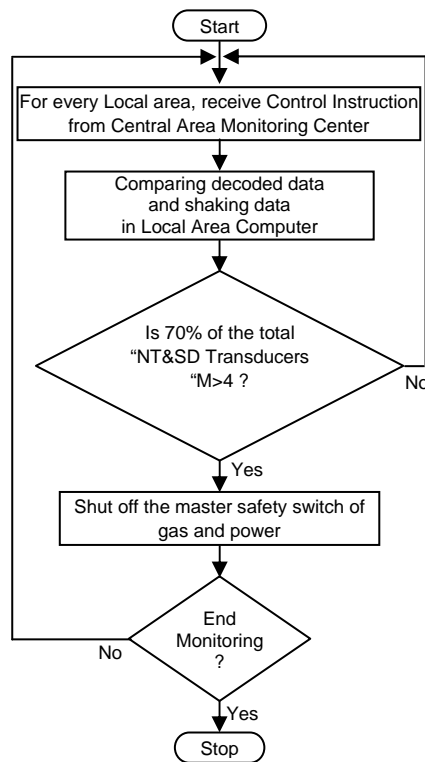 Start
For every Local area, receive Control Instruction
from Central Area Monitoring Center
Comparing decoded data
and shaking data
in Local Area Computer
Is 70% of the total
“NT&SD Transducers
“M>4 ?
No
Yes
Shut off the master safety switch of
gas and power
End
Monitoring
?
No
Yes
Stop